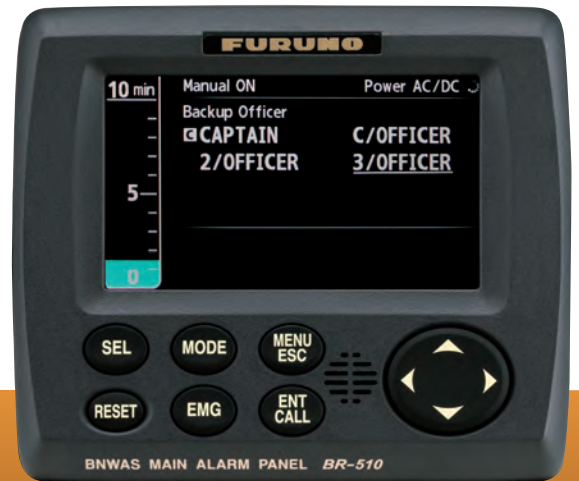 FURUNO
10 min Manual ON Power AC/DC
Backup Officer
C CAPTAIN C/OFFICER
2/OFFICER 3/OFFICER
5
0
SEL MODE MENU ESC
RESET EMG ENT CALL
BNWAS MAIN ALARM PANEL BR-510